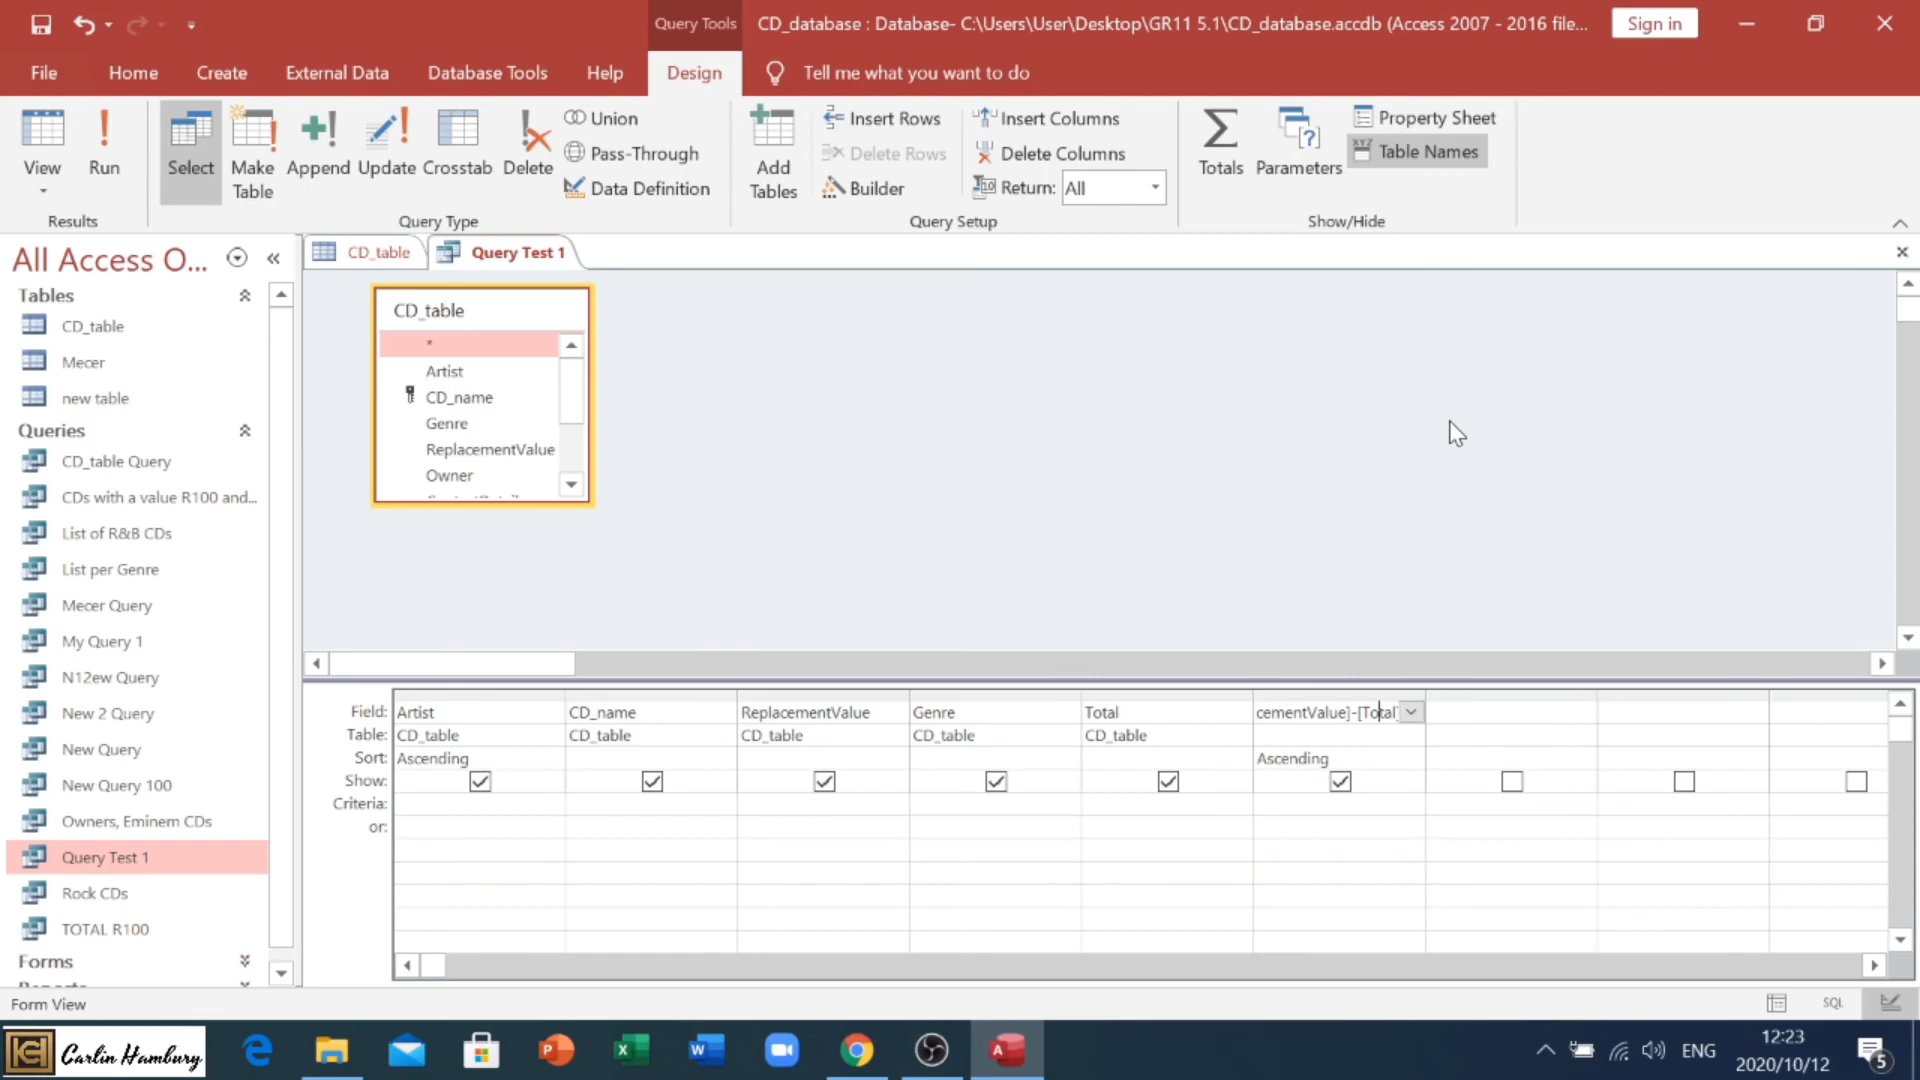 Query Tools
CD_database : Database- C:\Users\User\Desktop\GR11 5.1\CD_database.accdb (Access 2007 - 2016 file...
Sign in
File
Home
Create
External Data
Database Tools
Help
Design
Tell me what you want to do
View
Run
Select
Make Table
Append
Update
Crosstab
Delete
Union
Pass-Through
Data Definition
Add Tables
Insert Rows
Delete Rows
Builder
Insert Columns
Delete Columns
Return: All
Totals
Parameters
Property Sheet
Table Names
Results
Query Type
Query Setup
Show/Hide
All Access O...
CD_table
Query Test 1
Tables
CD_table
Mecer
new table
Queries
CD_table Query
CDs with a value R100 and...
List of R&B CDs
List per Genre
Mecer Query
My Query 1
N12ew Query
New 2 Query
New Query
New Query 100
Owners, Eminem CDs
Query Test 1
Rock CDs
TOTAL R100
Forms
CD_table
*
Artist
CD_name
Genre
ReplacementValue
Owner
Field: Artist CD_name ReplacementValue Genre Total cementValue]-[Total]
Table: CD_table CD_table CD_table CD_table CD_table
Sort: Ascending Ascending
Show:
Criteria:
or:
Form View
SQL
Carlin Hambury
ENG
12:23
2020/10/12
5